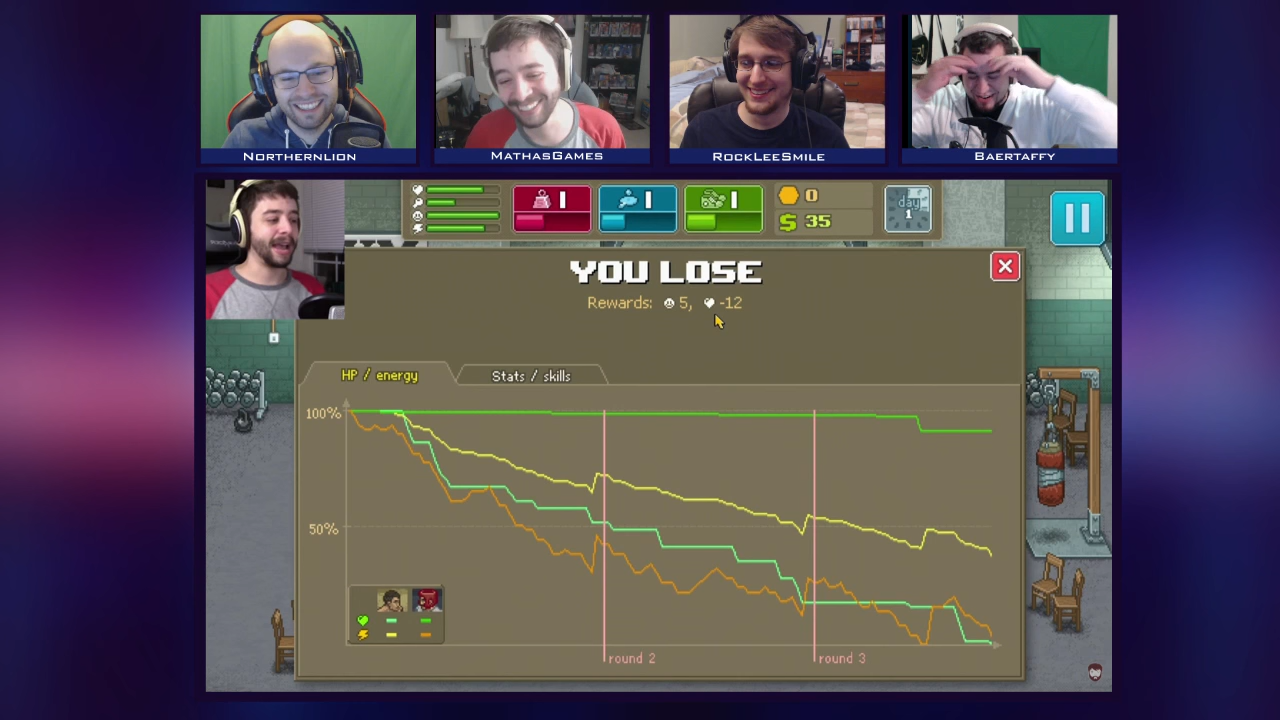 NORTHERNLION
MATHASGAMES
ROCKLEESMILE
BAERTAFFY
1
1
1
0
$ 35
day
1
YOU LOSE
Rewards: 5, -12
HP / energy
Stats / skills
100%
50%
round 2
round 3